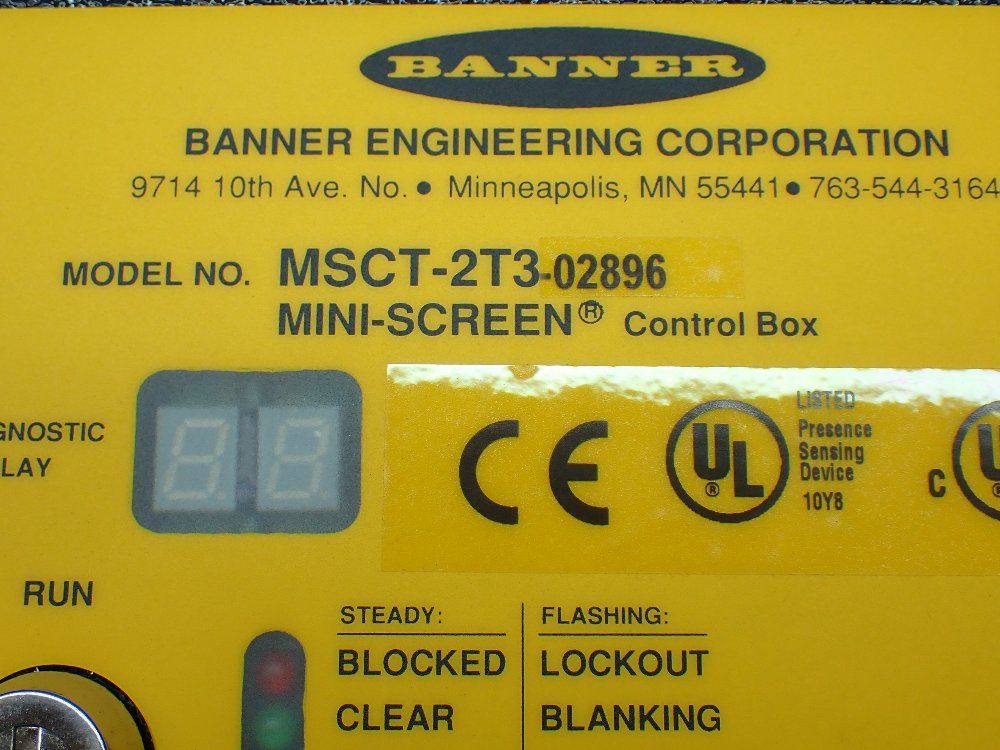 BANNER
BANNER ENGINEERING CORPORATION
9714 10th Ave. No. • Minneapolis, MN 55441 • 763-544-3164
MODEL NO. MSCT-2T3-02896
MINI-SCREEN® Control Box
GNOSTIC
LAY
CE
UL®
LISTED
Presence
Sensing
Device
10Y8
C
RUN
STEADY:
FLASHING:
BLOCKED
LOCKOUT
CLEAR
BLANKING